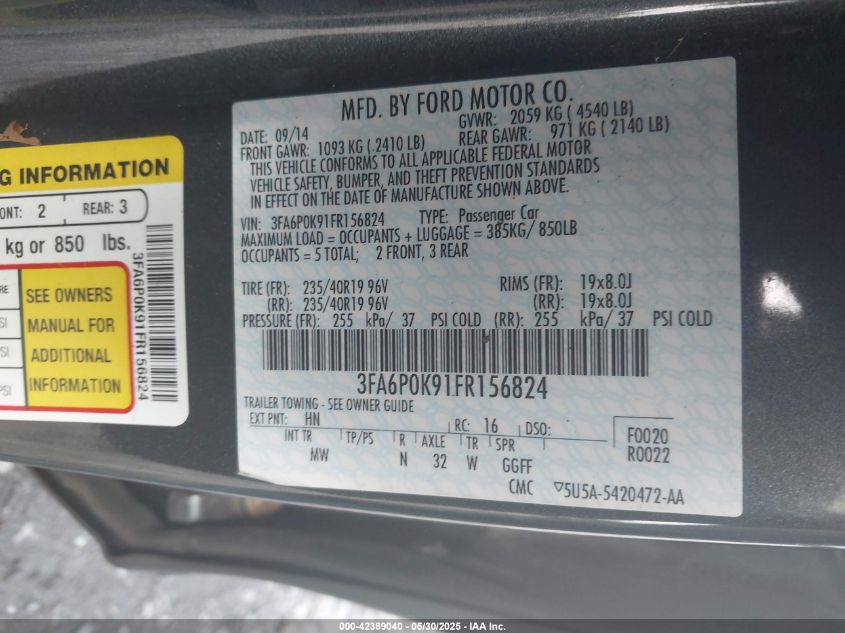 G INFORMATION
ONT: 2 REAR: 3
kg or 850 lbs.
SEE OWNERS
MANUAL FOR
ADDITIONAL
INFORMATION
3FA6P0K91FR156824
MFD. BY FORD MOTOR CO.
DATE: 09/14 GVWR: 2059 KG ( 4540 LB)
FRONT GAWR: 1093 KG ( 2410 LB) REAR GAWR: 971 KG ( 2140 LB)
THIS VEHICLE CONFORMS TO ALL APPLICABLE FEDERAL MOTOR
VEHICLE SAFETY, BUMPER, AND THEFT PREVENTION STANDARDS
IN EFFECT ON THE DATE OF MANUFACTURE SHOWN ABOVE.
VIN: 3FA6P0K91FR156824 TYPE: Passenger Car
MAXIMUM LOAD = OCCUPANTS + LUGGAGE = 385KG/ 850LB
OCCUPANTS = 5 TOTAL; 2 FRONT, 3 REAR
TIRE (FR): 235/40R19 96V RIMS (FR): 19x8.0J
(RR): 235/40R19 96V (RR): 19x8.0J
PRESSURE (FR): 255 kPa/ 37 PSI COLD (RR): 255 kPa/ 37 PSI COLD
3FA6P0K91FR156824
TRAILER TOWING - SEE OWNER GUIDE
EXT PNT: HN RC: 16 DSO: F0020
INT TR TP/PS R AXLE TR SPR R0022
MW N 32 W GGFF
CMC 5U5A-5420472-AA
000-42389040 - 05/30/2025 - IAA Inc.